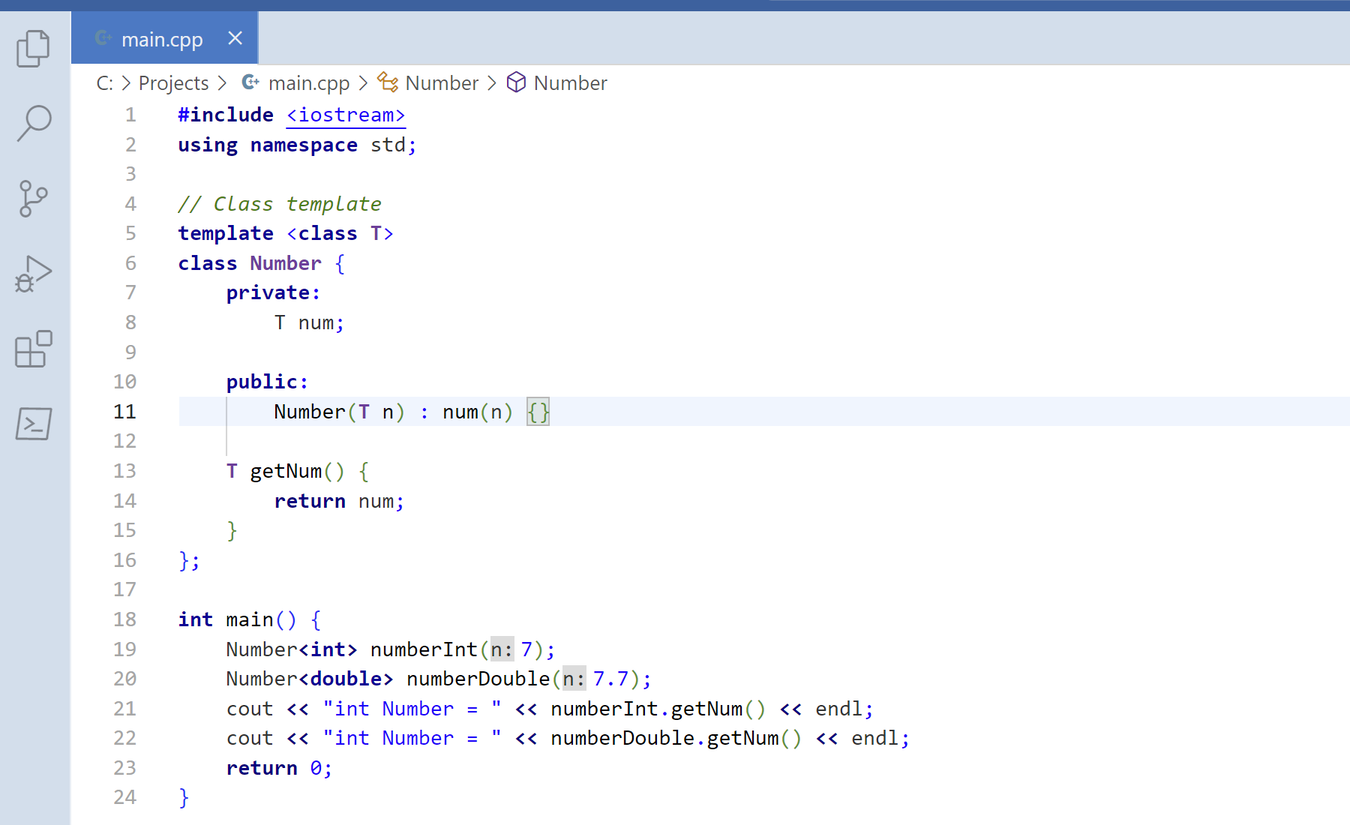 main.cpp
C: > Projects > main.cpp > Number > Number
1 #include <iostream>
2 using namespace std;
3
4 // Class template
5 template <class T>
6 class Number {
7     private:
8         T num;
9
10     public:
11         Number(T n) : num(n) {}
12
13     T getNum() {
14         return num;
15     }
16 };
17
18 int main() {
19     Number<int> numberInt(n: 7);
20     Number<double> numberDouble(n: 7.7);
21     cout << "int Number = " << numberInt.getNum() << endl;
22     cout << "int Number = " << numberDouble.getNum() << endl;
23     return 0;
24 }